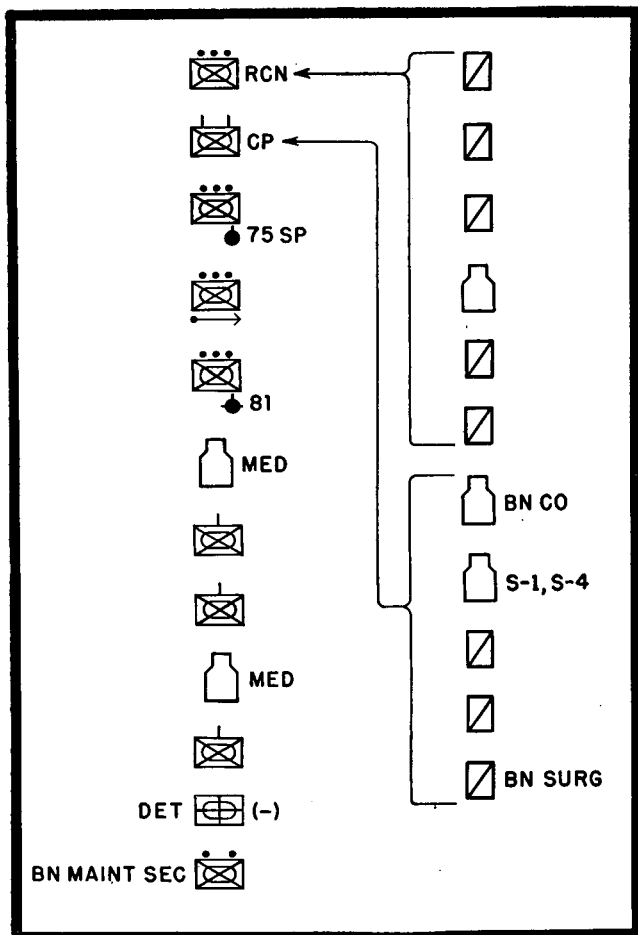 RCN
CP
75 SP
81
MED
MED
DET (-)
BN MAINT SEC
BN CO
S-1, S-4
BN SURG